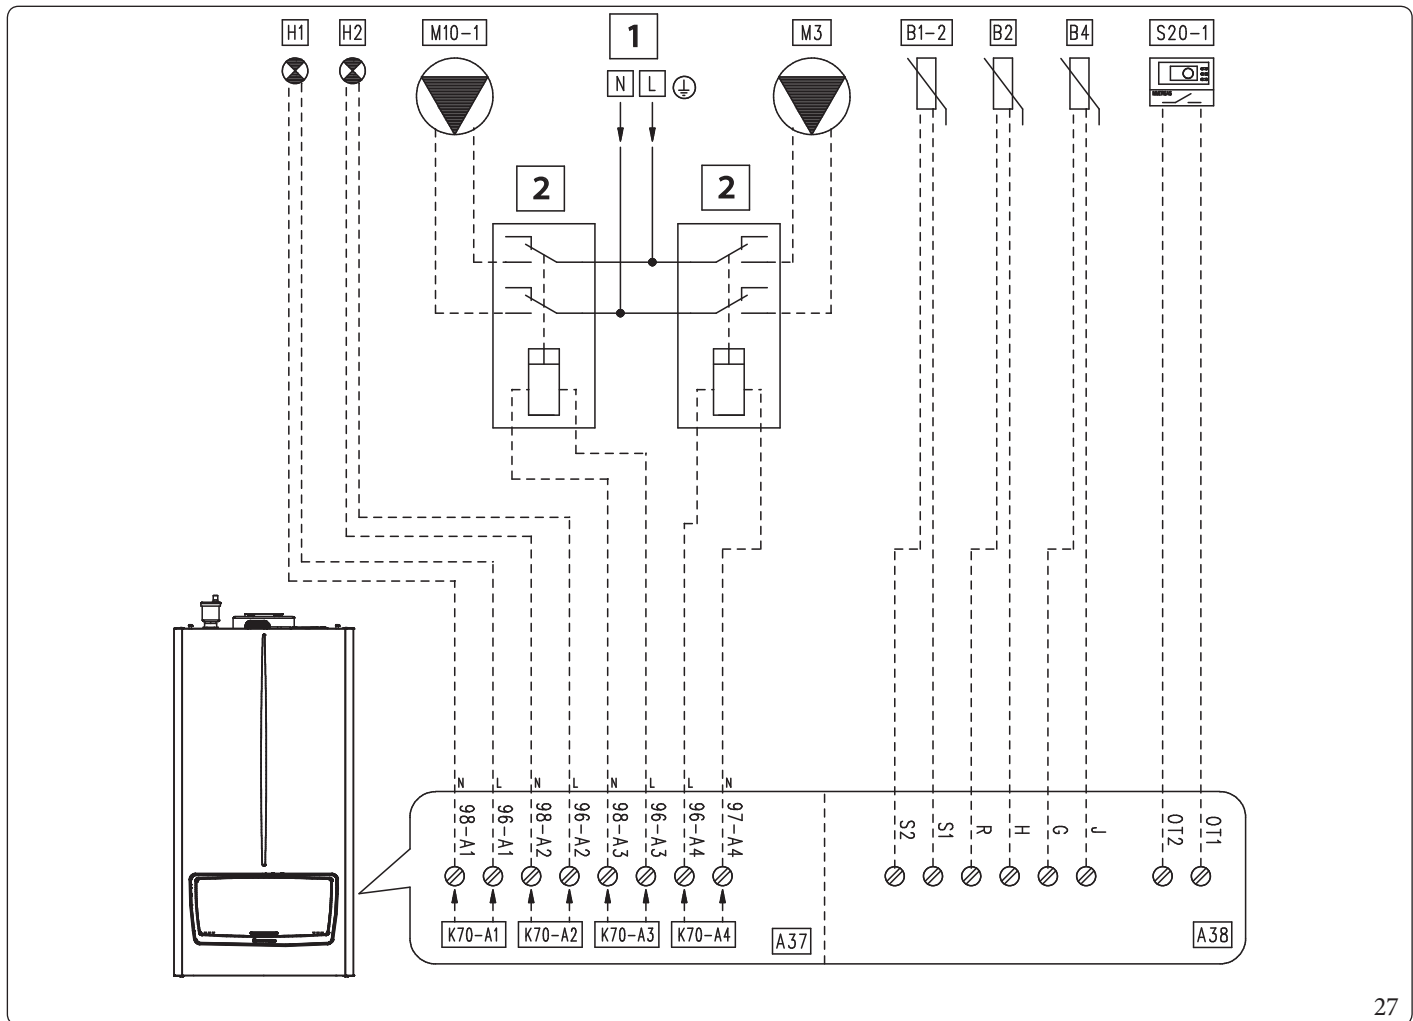 H1
H2
M10-1
1
M3
B1-2
B2
B4
S20-1
N
L
2
2
N
L
N
L
N
L
L
N
98-A1
96-A1
98-A2
96-A2
98-A3
96-A3
96-A4
97-A4
S2
S1
R
H
G
J
OT2
OT1
K70-A1
K70-A2
K70-A3
K70-A4
A37
A38
27